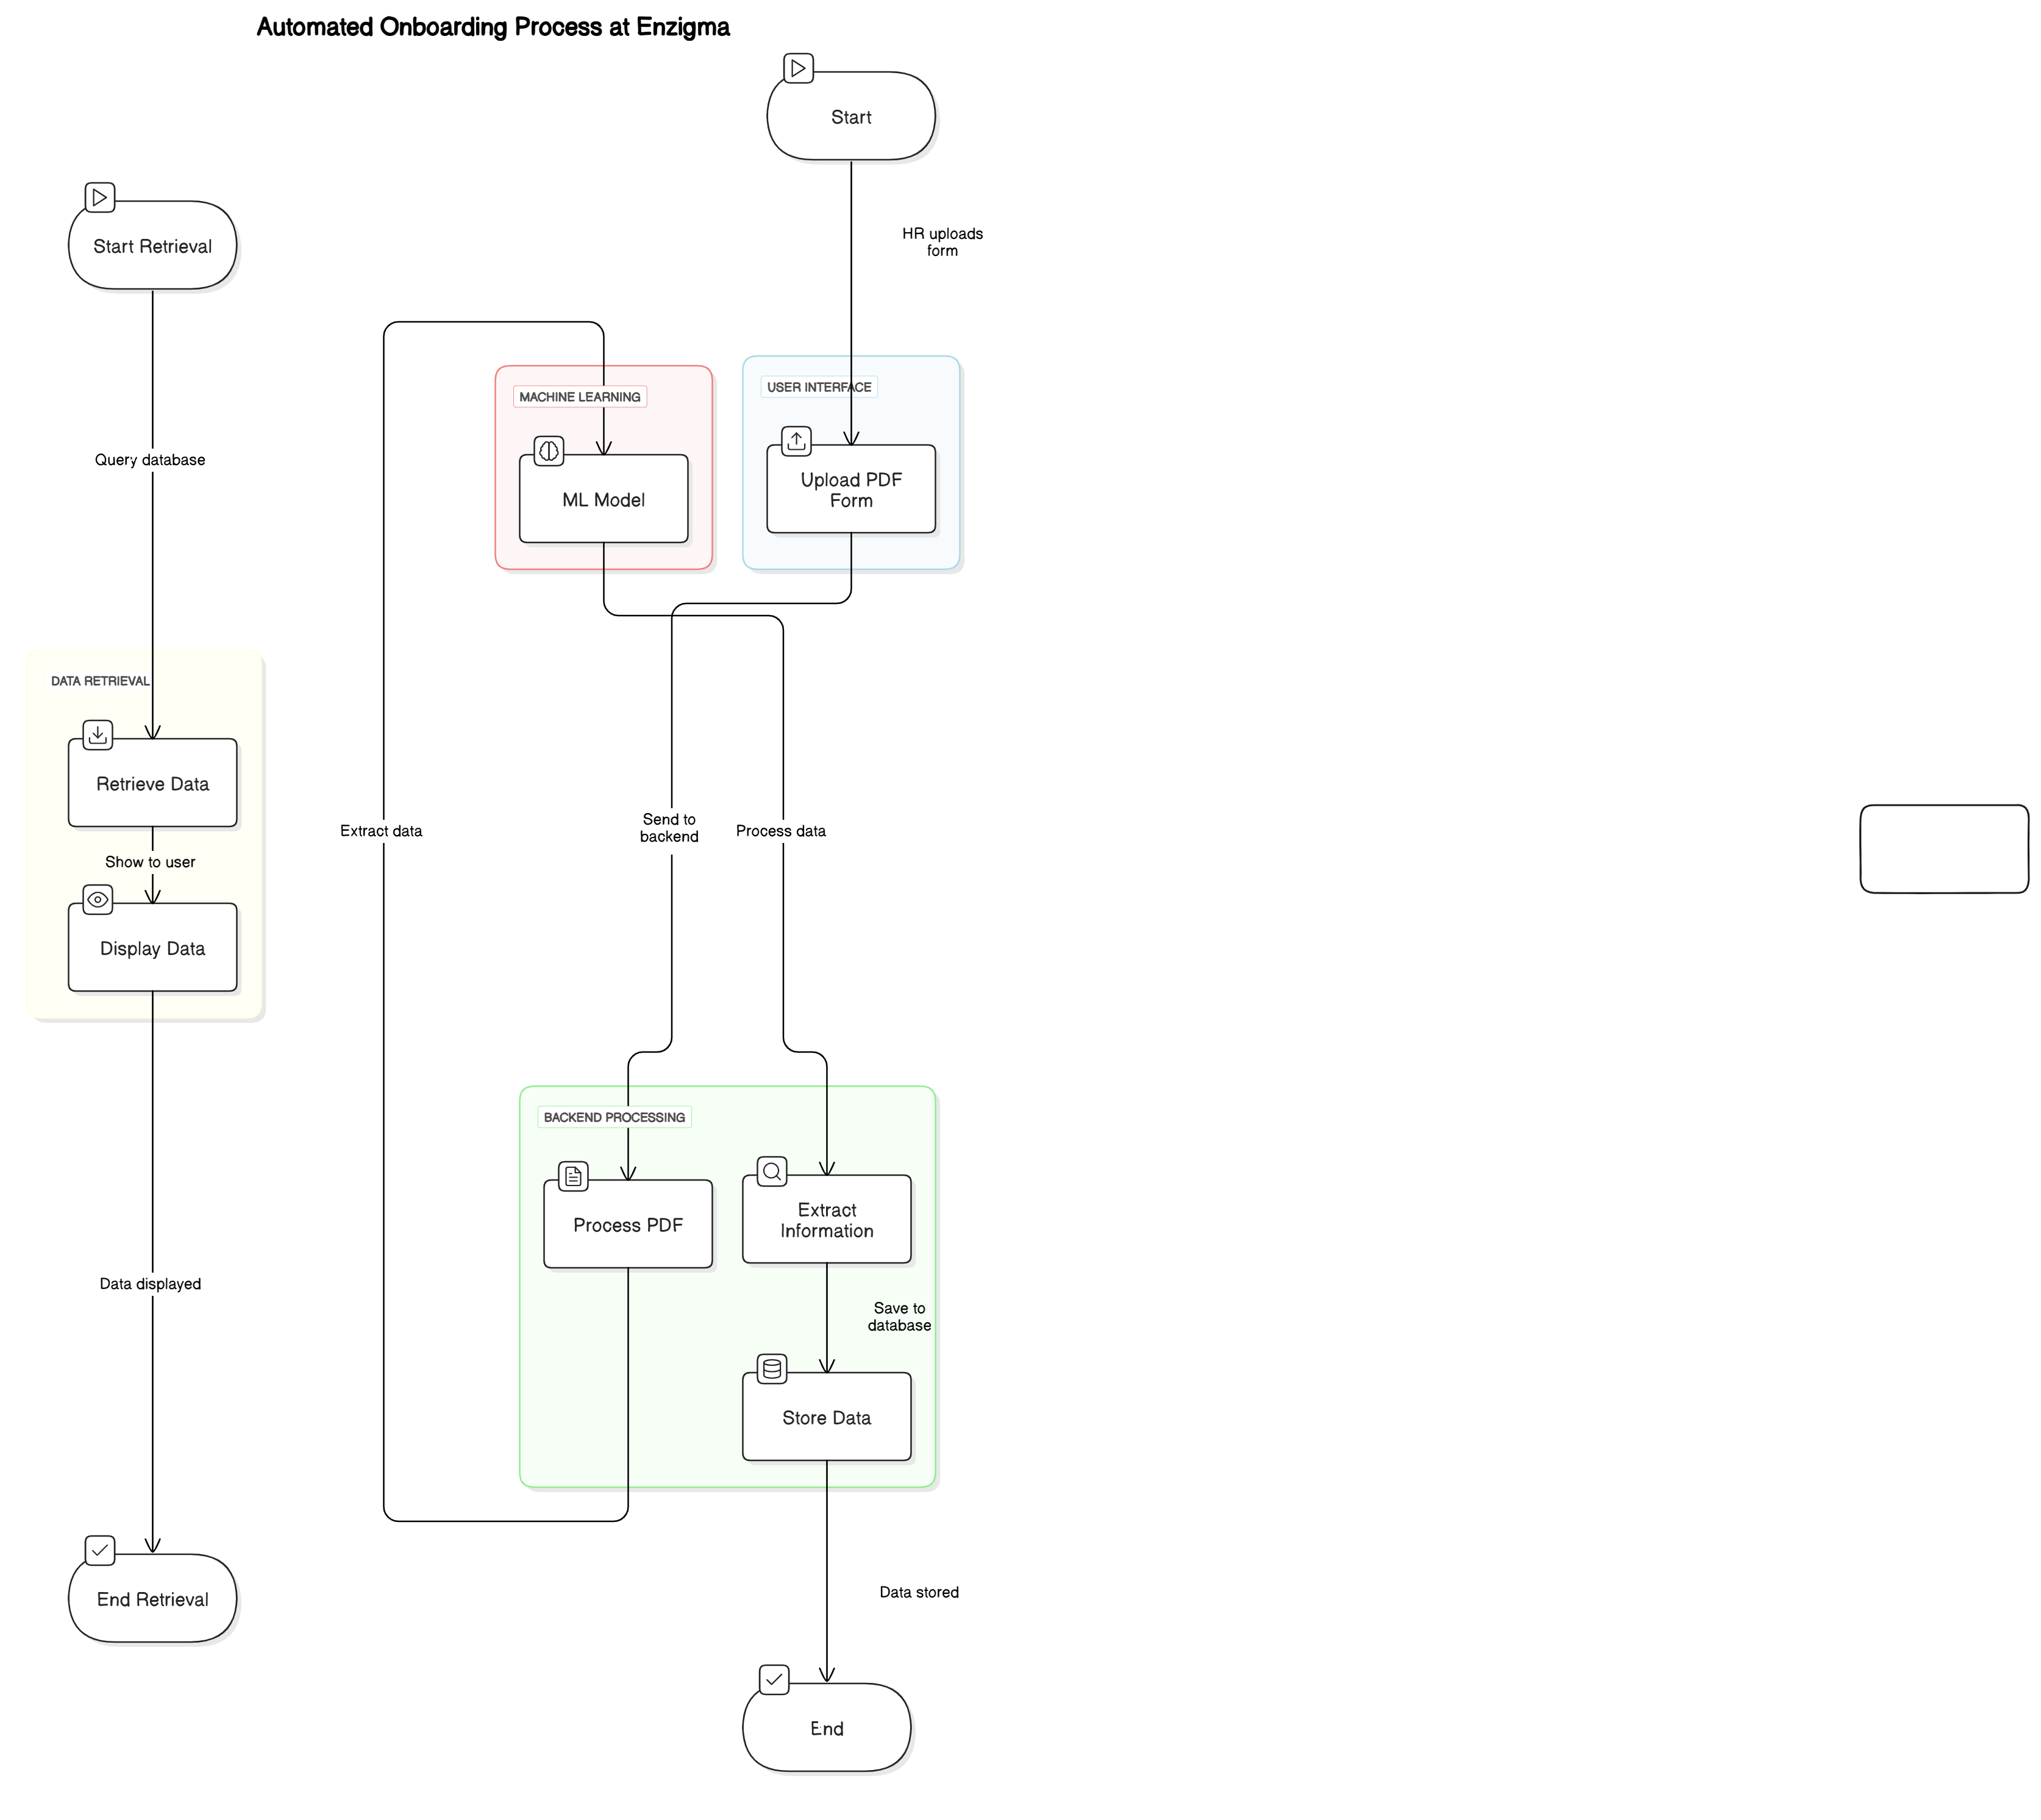 Automated Onboarding Process at Enzigma
Start
Start Retrieval
HR uploads
form
MACHINE LEARNING
USER INTERFACE
Query database
ML Model
Upload PDF
Form
DATA RETRIEVAL
Retrieve Data
Extract data
Send to
backend
Process data
Show to user
Display Data
BACKEND PROCESSING
Process PDF
Extract
Information
Data displayed
Save to
database
Store Data
End Retrieval
Data stored
End